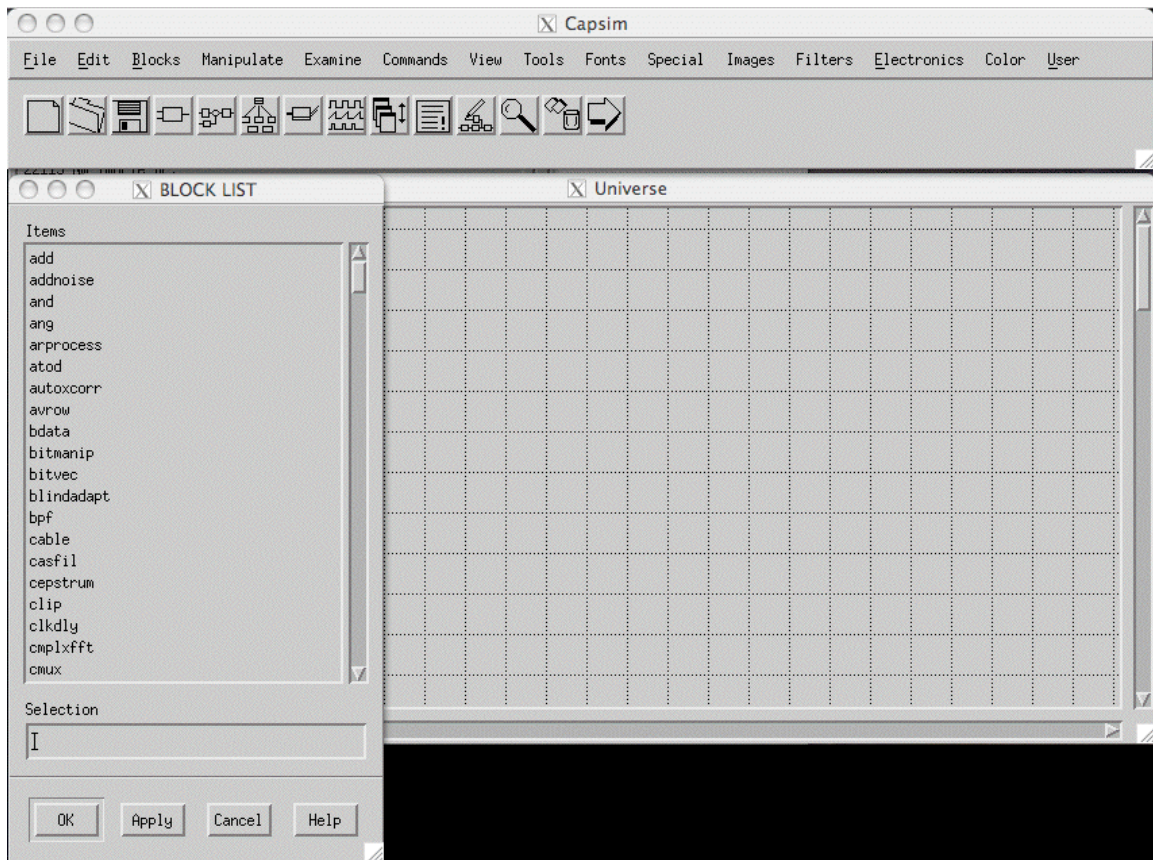 Capsim
File Edit Blocks Manipulate Examine Commands View Tools Fonts Special Images Filters Electronics Color User
BLOCK LIST
Universe
Items
add
addnoise
and
ang
arprocess
atod
autoxcorr
avrow
bdata
bitmanip
bitvec
blindadapt
bpf
cable
casfil
cepstrum
clip
clkdly
cmplxfft
cmux
Selection
OK Apply Cancel Help